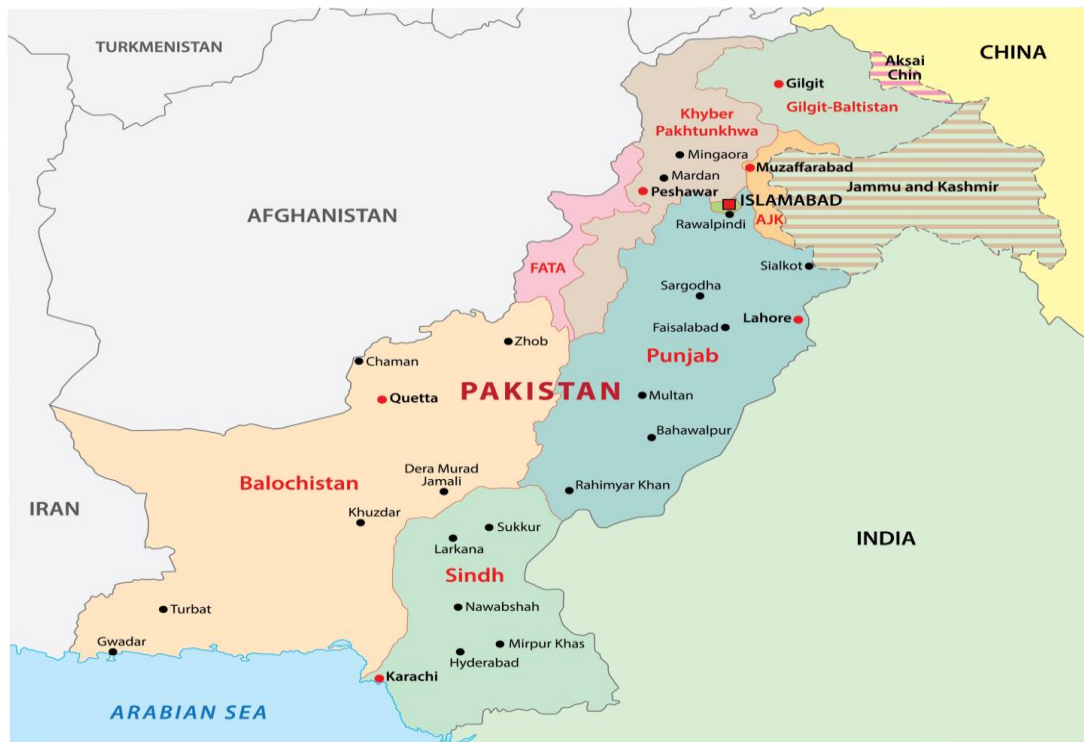 TURKMENISTAN
CHINA
Aksai
Chin
Gilgit
Gilgit-Baltistan
Khyber
Pakhtunkhwa
Mingaora
Muzaffarabad
Mardan
Peshawar
Jammu and Kashmir
ISLAMABAD
AFGHANISTAN
AJK
Rawalpindi
FATA
Sialkot
Sargodha
Lahore
Faisalabad
Zhob
Punjab
Chaman
PAKISTAN
Quetta
Multan
Bahawalpur
Dera Murad
Jamali
Balochistan
Rahimyar Khan
IRAN
Khuzdar
Sukkur
INDIA
Larkana
Sindh
Turbat
Nawabshah
Gwadar
Mirpur Khas
Hyderabad
Karachi
ARABIAN SEA